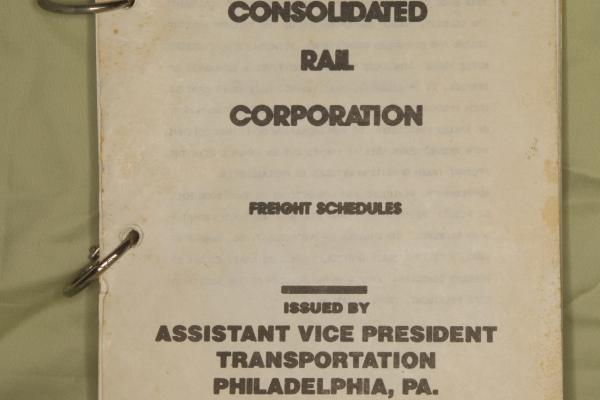 CONSOLIDATED
RAIL
CORPORATION
FREIGHT SCHEDULES
ISSUED BY
ASSISTANT VICE PRESIDENT
TRANSPORTATION
PHILADELPHIA, PA.